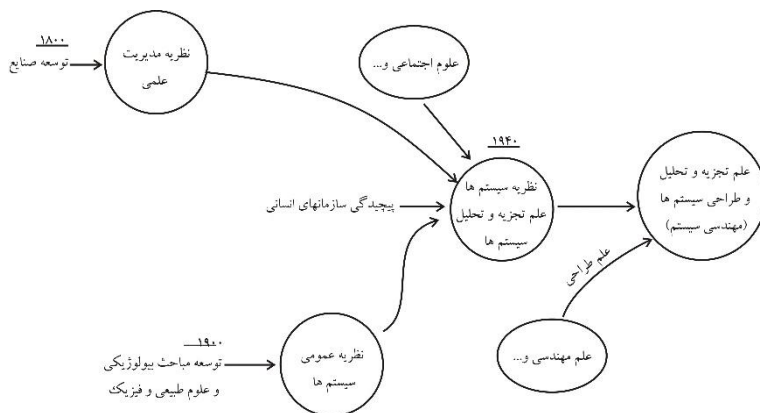 ۱۸۰۰
توسعه صنایع
نظریه مدیریت
علمی
علوم اجتماعی و...
۱۹۴۰
نظریه سیستم ها
علم تجزیه و تحلیل
سیستم ها
پیچیدگی سازمانهای انسانی
علم تجزیه و تحلیل
و طراحی سیستم ها
(مهندسی سیستم)
علم طراحی
علم مهندسی و...
۱۹۰۰
توسعه مباحث بیولوژیکی
و علوم طبیعی و فیزیک
نظریه عمومی
سیستم ها